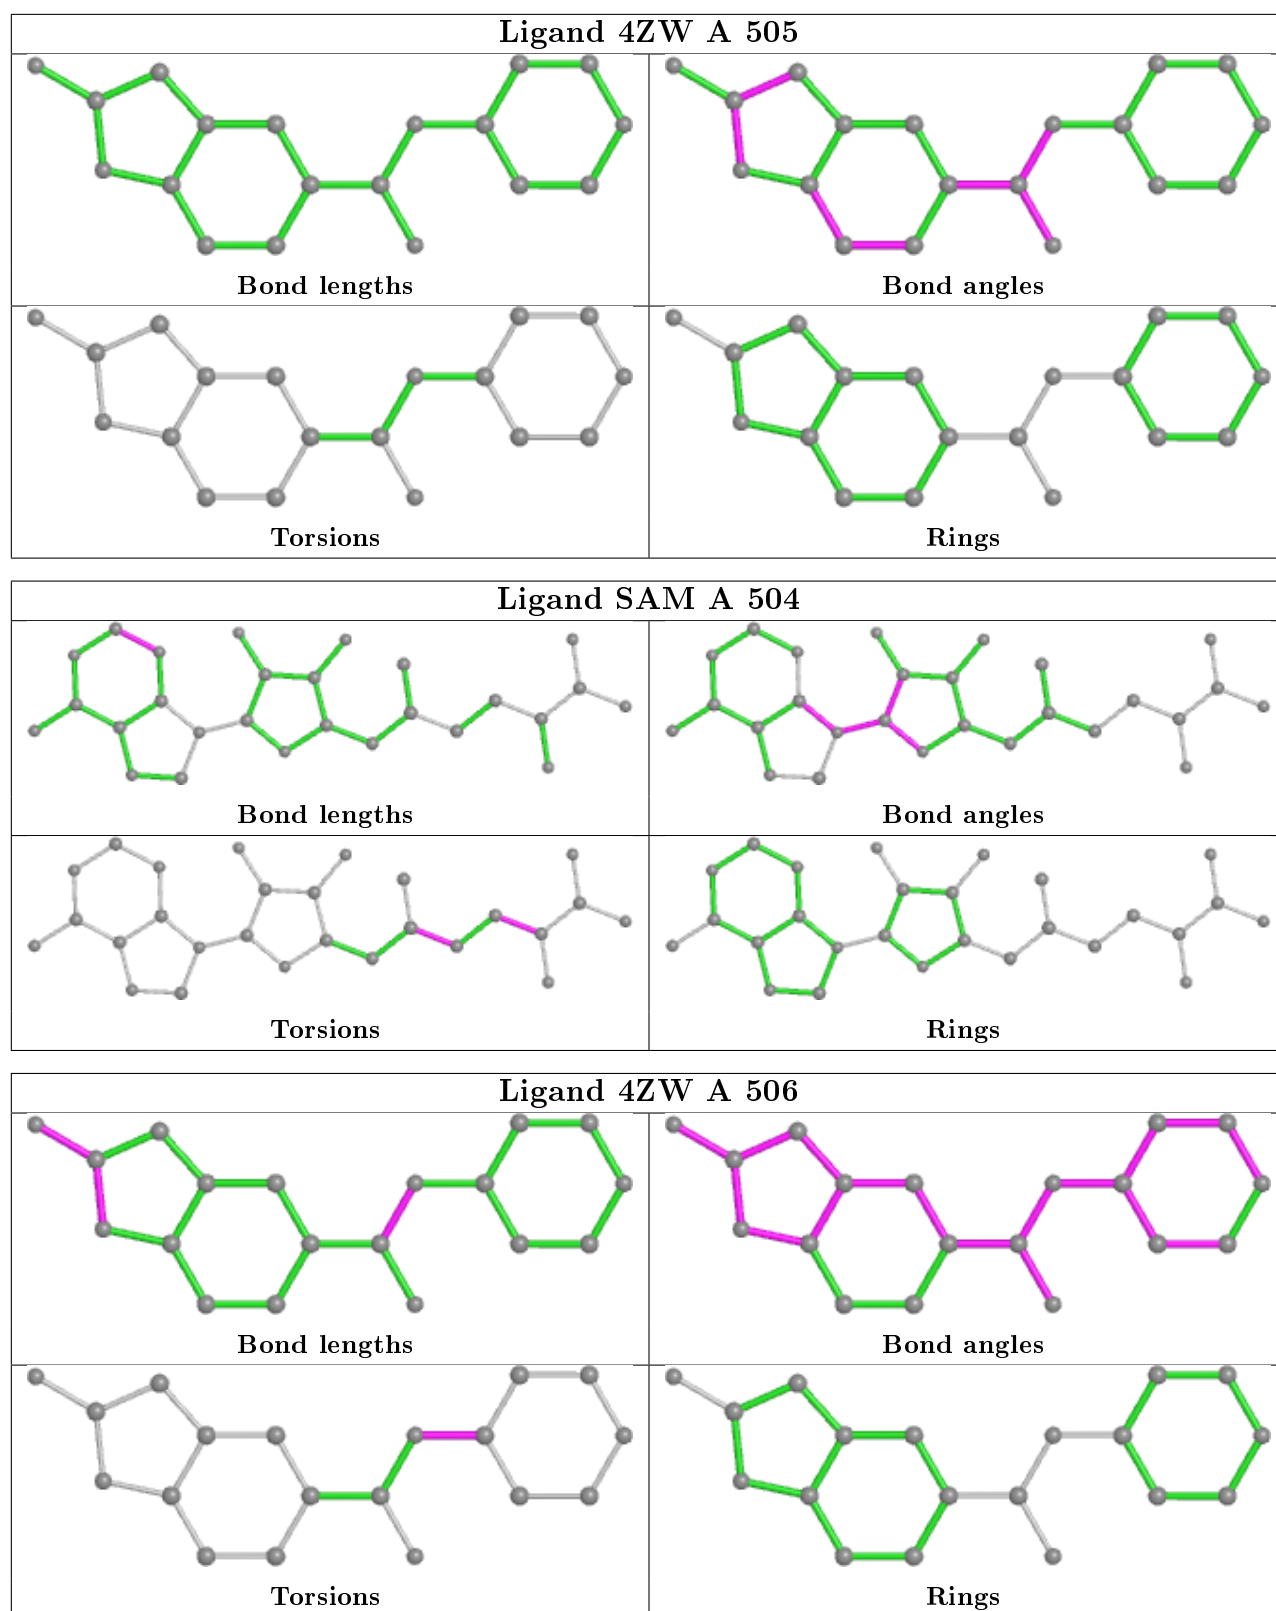 Ligand 4ZW A 505
Bond lengths
Bond angles
Torsions
Rings
Ligand SAM A 504
Bond lengths
Bond angles
Torsions
Rings
Ligand 4ZW A 506
Bond lengths
Bond angles
Torsions
Rings